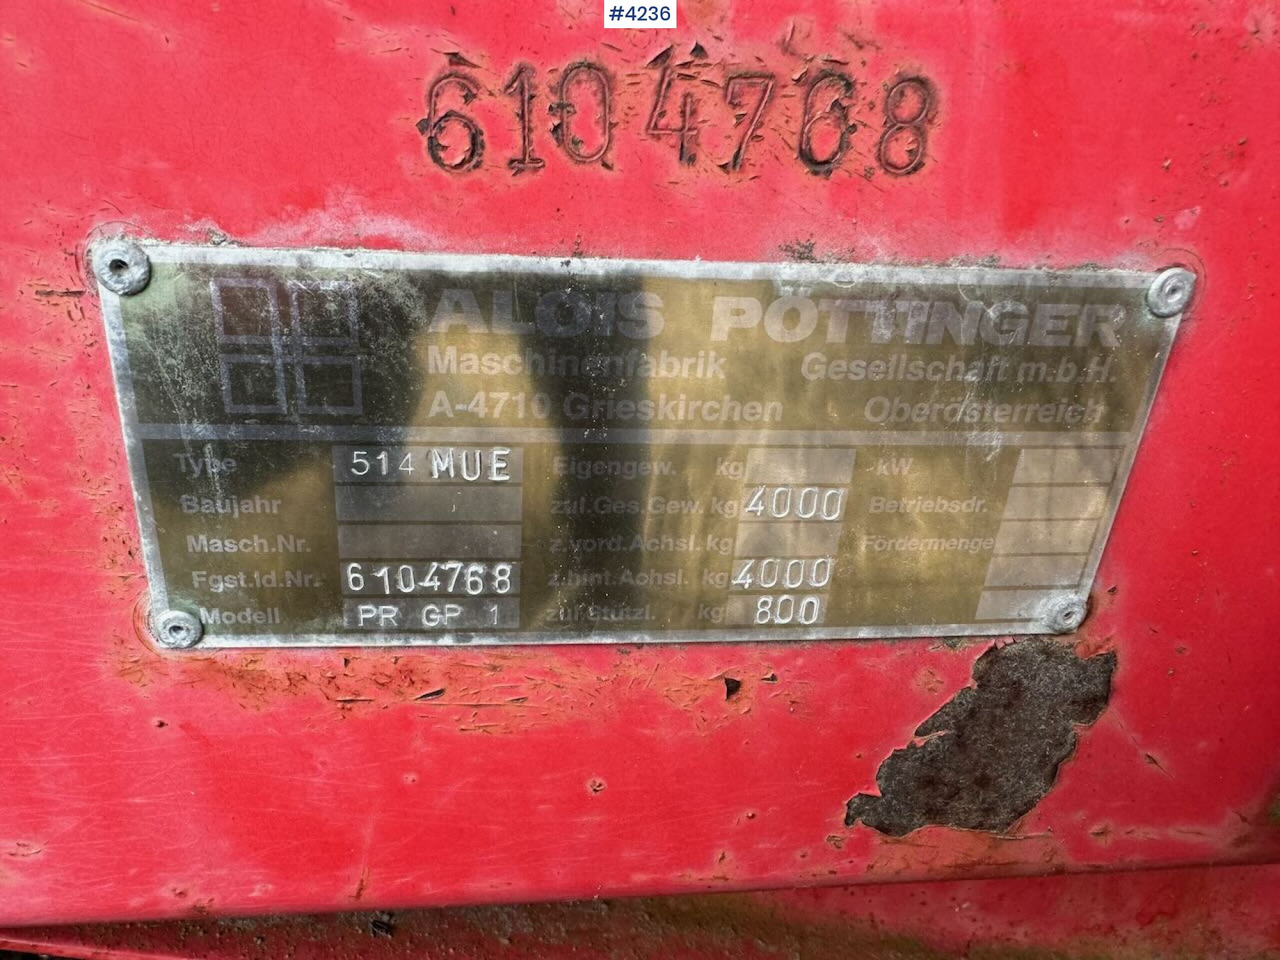 #4236
6104768
ALOIS PÖTTINGER
Maschinenfabrik Gesellschaft m.b.H.
A-4710 Grieskirchen Oberösterreich
Type 514 MUE Eigengew. kg kW
Baujahr zul.Ges.Gew. kg 4000 Betriebsdr.
Masch.Nr. z.vord.Achsl. kg Fördermenge
Fgst.Id.Nr. 6104768 z.hint.Achsl. kg 4000
Modell PR GP 1 zul.Stützl. kg 800